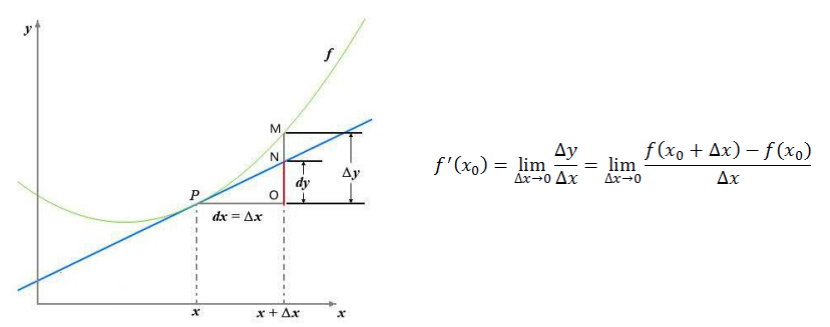 y
f
M
N
dy
Δy
P
O
dx = Δx
x
x + Δx
x
f'(x₀) = lim_{Δx→0} Δy/Δx = lim_{Δx→0} (f(x₀ + Δx) − f(x₀))/Δx